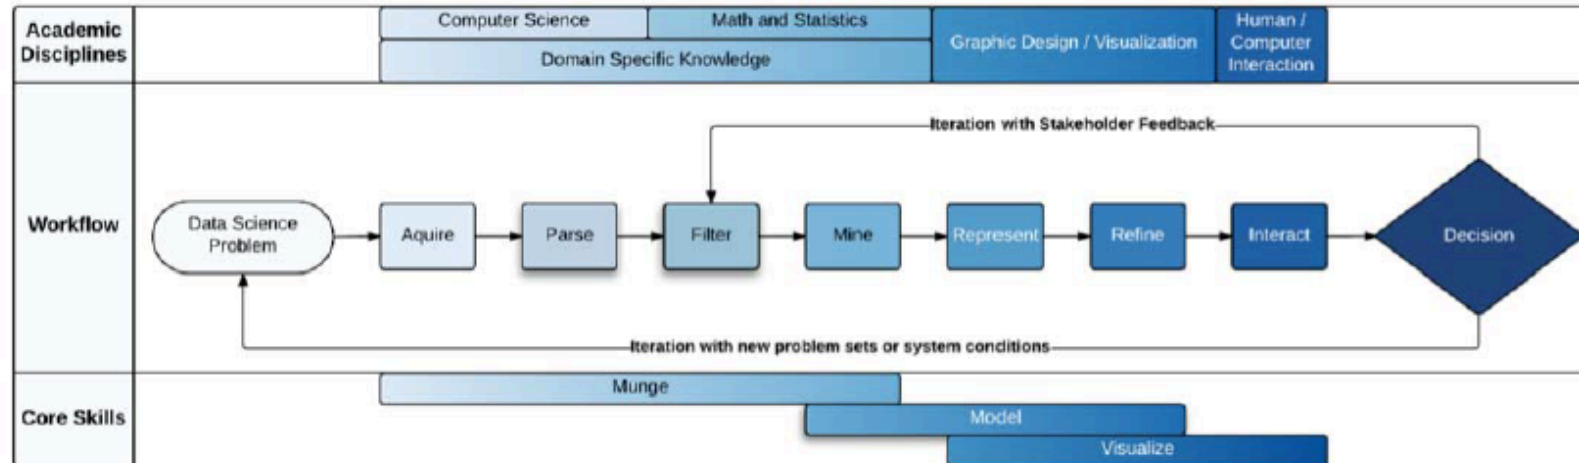 Academic
Disciplines
Computer Science
Math and Statistics
Domain Specific Knowledge
Graphic Design / Visualization
Human /
Computer
Interaction
Iteration with Stakeholder Feedback
Workflow
Data Science
Problem
Aquire
Parse
Filter
Mine
Represent
Refine
Interact
Decision
Iteration with new problem sets or system conditions
Core Skills
Munge
Model
Visualize